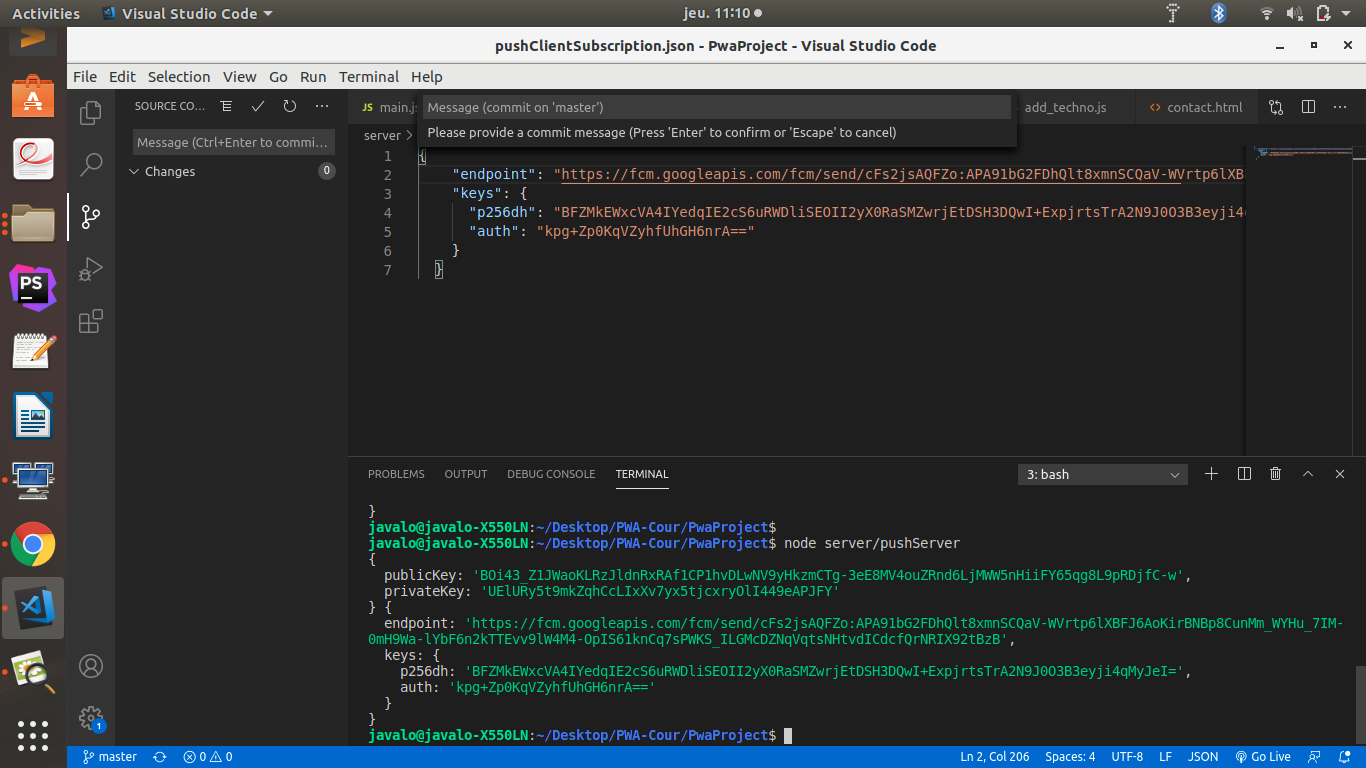 Activities Visual Studio Code jeu. 11:10
pushClientSubscription.json - PwaProject - Visual Studio Code
File Edit Selection View Go Run Terminal Help
SOURCE CO...
JS main.js
Message (commit on 'master')
add_techno.js
<> contact.html
Message (Ctrl+Enter to commi...
Please provide a commit message (Press 'Enter' to confirm or 'Escape' to cancel)
server >
Changes 0
1 {
2 "endpoint": "https://fcm.googleapis.com/fcm/send/cFs2jsAQFZo:APA91bG2FDhQlt8xmnSCQaV-WVrtp6lXB
3 "keys": {
4 "p256dh": "BFZMkEWxcVA4IYedqIE2cS6uRWDliSEOII2yX0RaSMZwrjEtDSH3DQwI+ExpjrtsTrA2N9J0O3B3eyji4
5 "auth": "kpg+Zp0KqVZyhfUhGH6nrA=="
6 }
7 }
PS
PROBLEMS OUTPUT DEBUG CONSOLE TERMINAL 3: bash
}
javalo@javalo-X550LN:~/Desktop/PWA-Cour/PwaProject$
javalo@javalo-X550LN:~/Desktop/PWA-Cour/PwaProject$ node server/pushServer
{
publicKey: 'BOi43_Z1JWaoKLRzJldnRxRAf1CP1hvDLwNV9yHkzmCTg-3eE8MV4ouZRnd6LjMWW5nHiiFY65qg8L9pRDjfC-w',
privateKey: 'UElURy5t9mkZqhCcLIxXv7yx5tjcxryOlI449eAPJFY'
} {
endpoint: 'https://fcm.googleapis.com/fcm/send/cFs2jsAQFZo:APA91bG2FDhQlt8xmnSCQaV-WVrtp6lXBFJ6AoKirBNBp8CunMm_WYHu_7IM-
0mH9Wa-lYbF6n2kTTEvv9lW4M4-OpIS61knCq7sPWKS_ILGMcDZNqVqtsNHtvdICdcfQrNRIX92tBzB',
keys: {
p256dh: 'BFZMkEWxcVA4IYedqIE2cS6uRWDliSEOII2yX0RaSMZwrjEtDSH3DQwI+ExpjrtsTrA2N9J0O3B3eyji4qMyJeI=',
auth: 'kpg+Zp0KqVZyhfUhGH6nrA=='
}
}
javalo@javalo-X550LN:~/Desktop/PWA-Cour/PwaProject$
1
master 0 0 Ln 2, Col 206 Spaces: 4 UTF-8 LF JSON Go Live